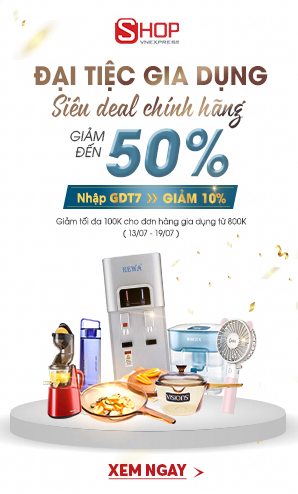 SHOP
VNEXPRESS
ĐẠI TIỆC GIA DỤNG
Siêu deal chính hãng
GIẢM
ĐẾN
50%
Nhập GDT7 >> GIẢM 10%
Giảm tối đa 100K cho đơn hàng gia dụng từ 800K
( 13/07 - 19/07 )
VISIONS
XEM NGAY >